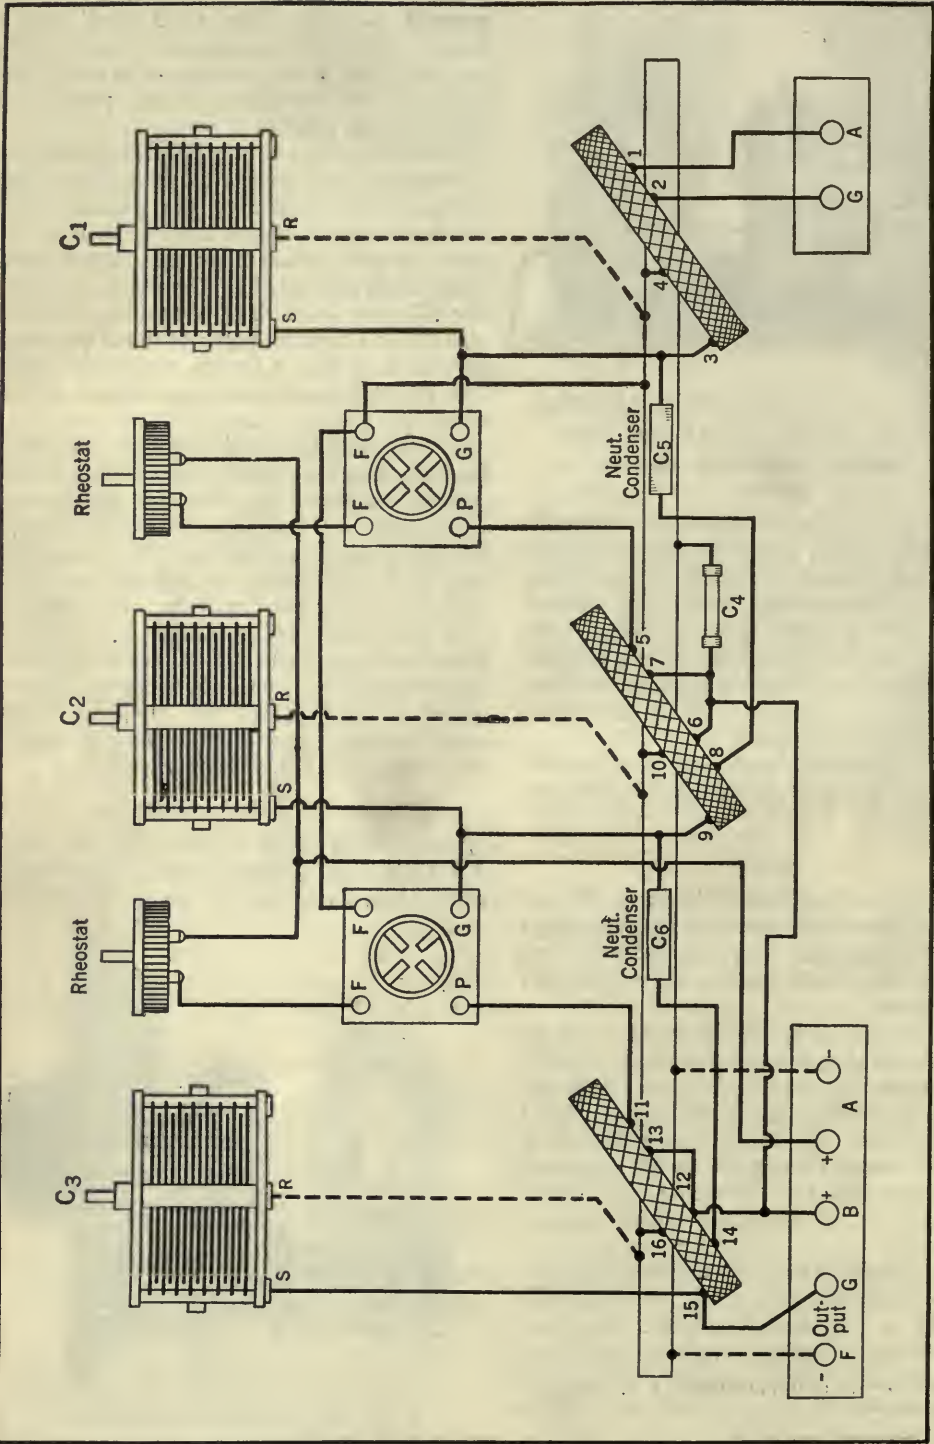 C3
Rheostat
C2
Rheostat
C1
S
R
S
R
S
R
F
F
P
G
F
F
P
G
Neut.
Condenser
C6
Neut.
Condenser
C5
C4
11
13
12
16
14
15
5
7
6
10
8
9
1
2
4
3
- F
Out-
put
G
+
B
+
A
-
G
A